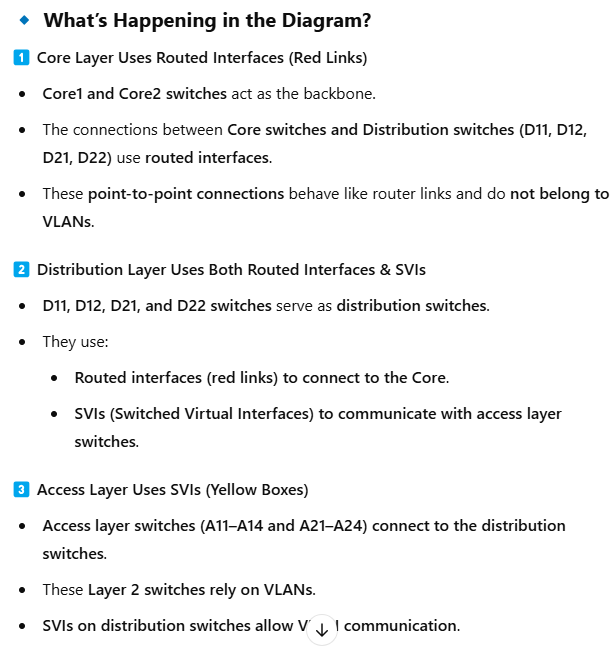 What's Happening in the Diagram?
1 Core Layer Uses Routed Interfaces (Red Links)
• Core1 and Core2 switches act as the backbone.
• The connections between Core switches and Distribution switches (D11, D12,
D21, D22) use routed interfaces.
• These point-to-point connections behave like router links and do not belong to
VLANs.
2 Distribution Layer Uses Both Routed Interfaces & SVIs
• D11, D12, D21, and D22 switches serve as distribution switches.
• They use:
• Routed interfaces (red links) to connect to the Core.
• SVIs (Switched Virtual Interfaces) to communicate with access layer
switches.
3 Access Layer Uses SVIs (Yellow Boxes)
• Access layer switches (A11–A14 and A21–A24) connect to the distribution
switches.
• These Layer 2 switches rely on VLANs.
• SVIs on distribution switches allow communication.